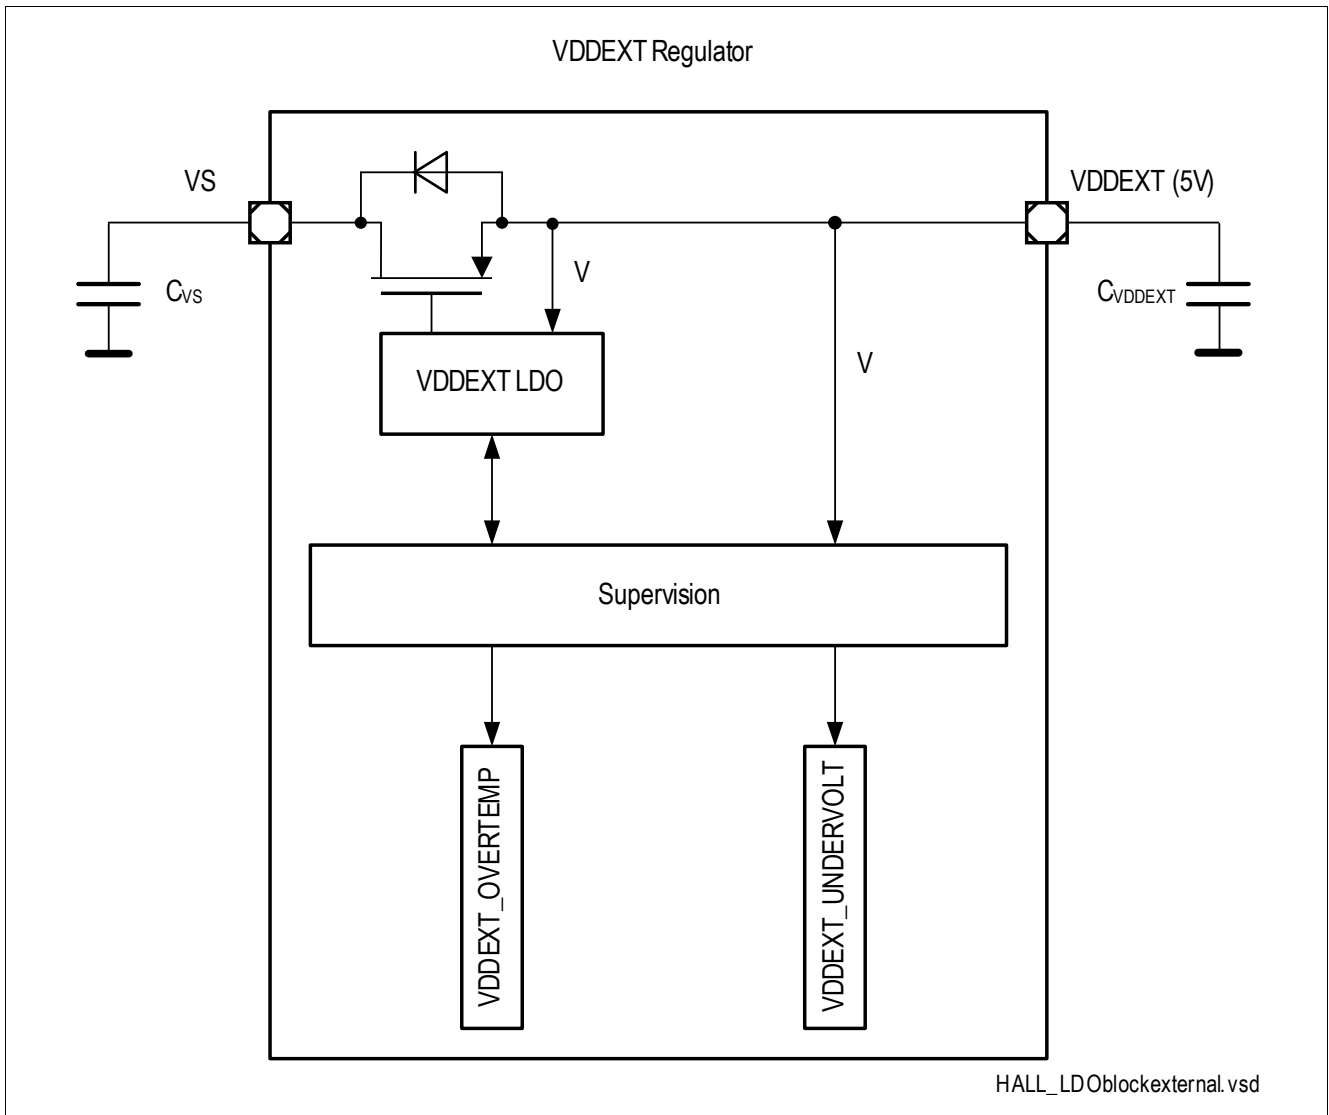 VDDEXT Regulator
VS
VDDEXT (5V)
CVS
V
CVDDEXT
VDDEXT LDO
V
Supervision
VDDEXT_OVERTEMP
VDDEXT_UNDERVOLT
HALL_LDOblockexternal.vsd